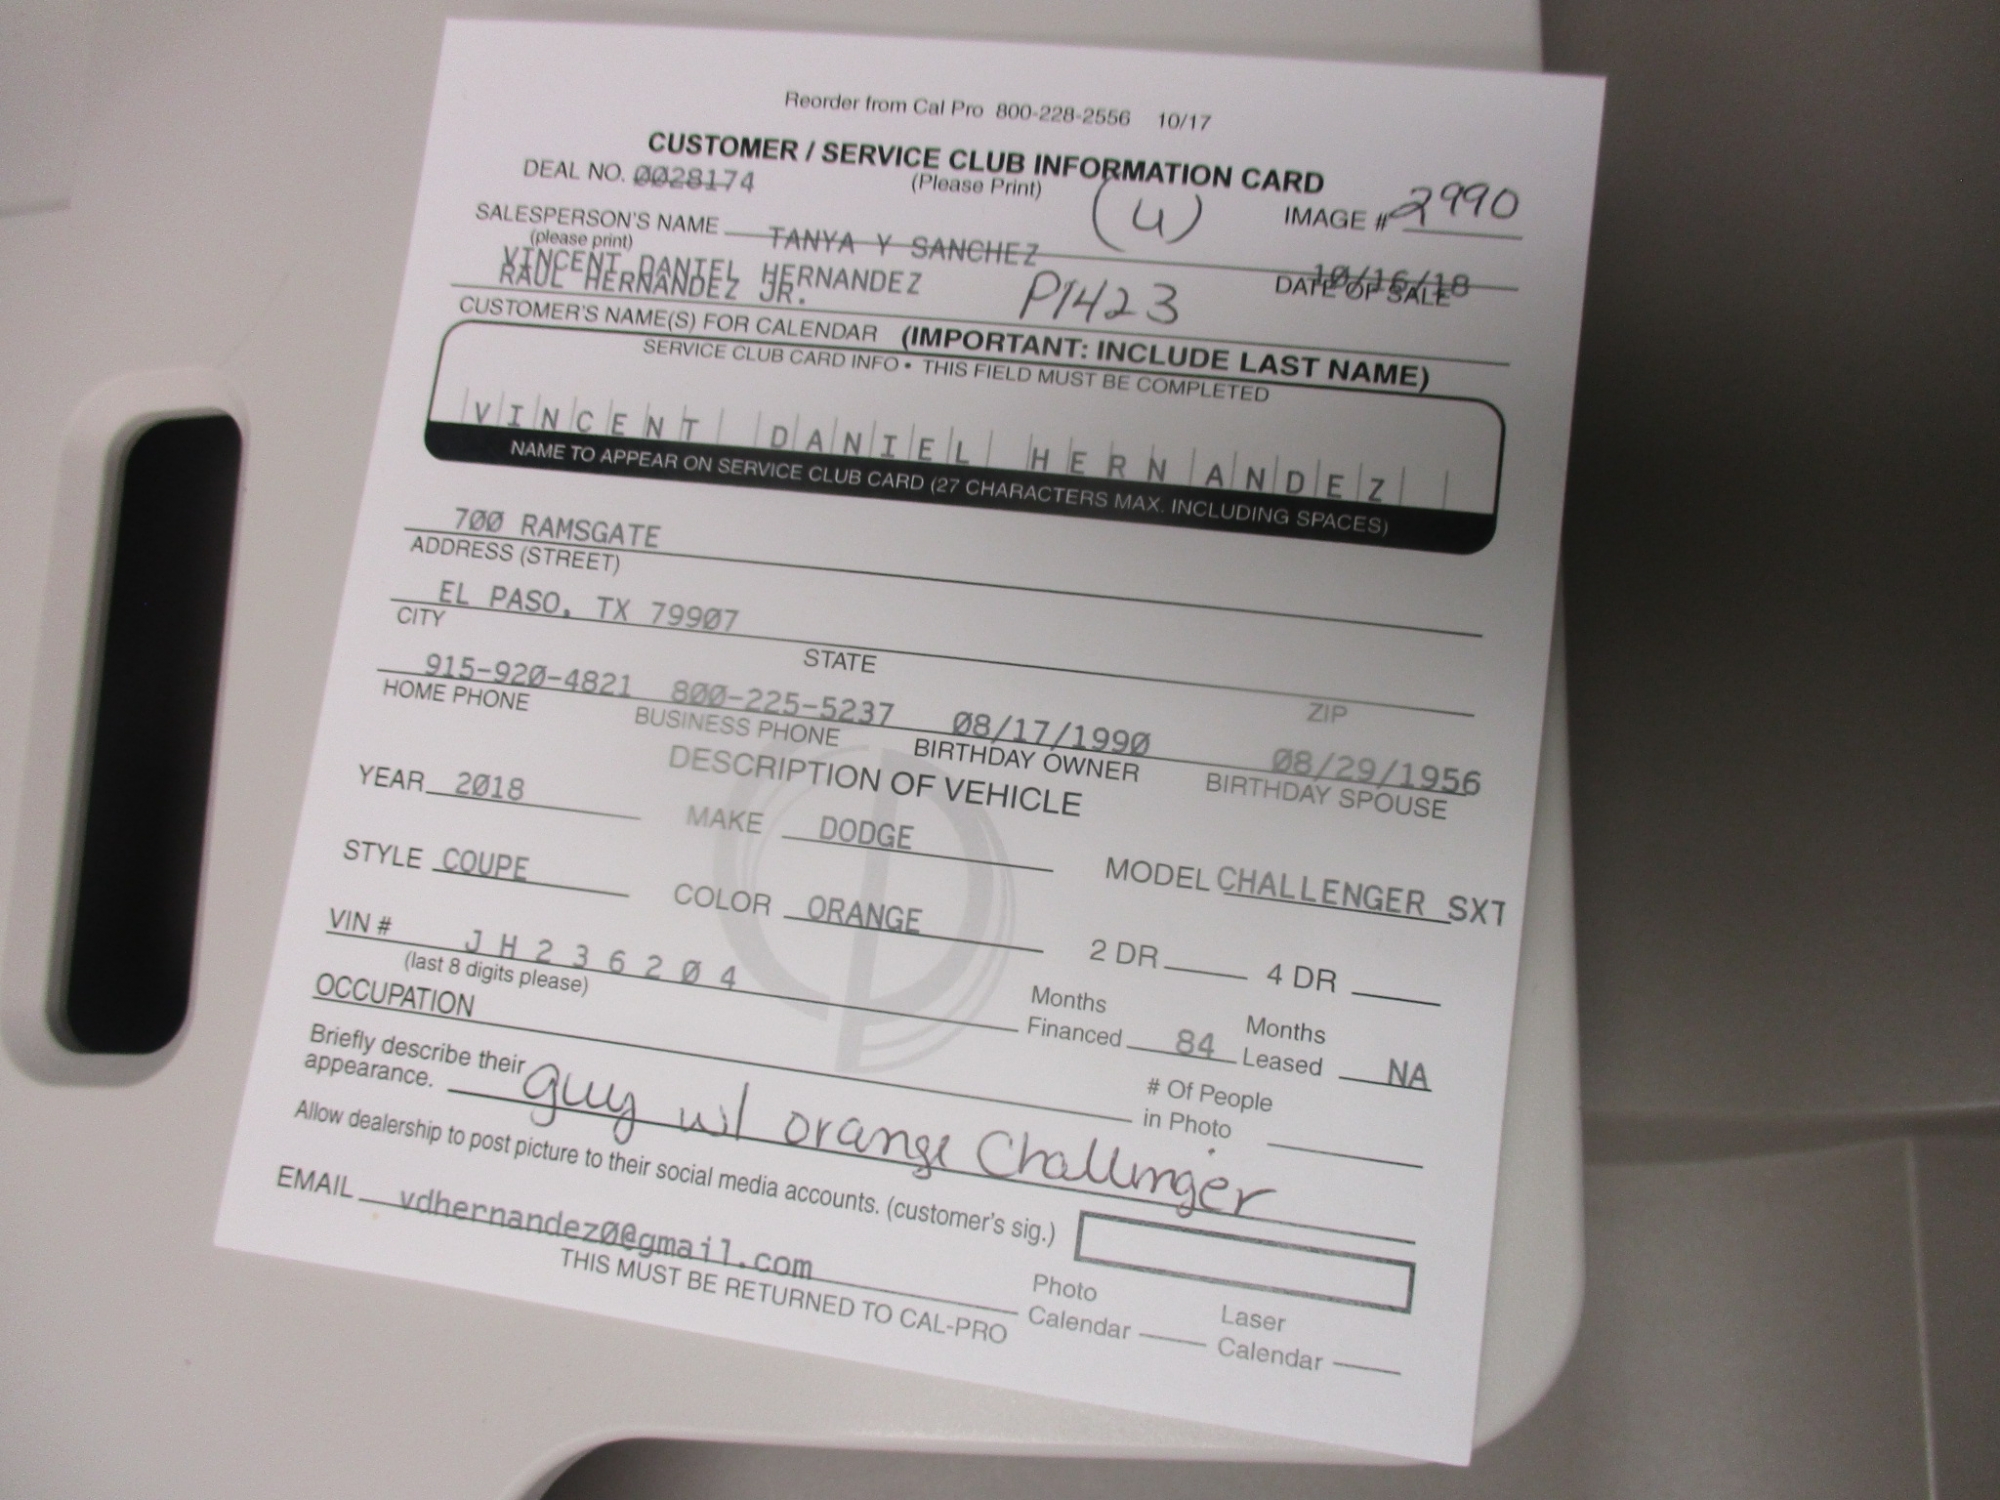 Reorder from Cal Pro 800-228-2556 10/17
CUSTOMER / SERVICE CLUB INFORMATION CARD
DEAL NO. 0028174 (Please Print)
(4) IMAGE # 2990
SALESPERSON'S NAME TANYA Y SANCHEZ
(please print)
10/16/18
DATE OF SALE
VINCENT DANIEL HERNANDEZ
RAUL HERNANDEZ JR.
P1423
CUSTOMER'S NAME(S) FOR CALENDAR (IMPORTANT: INCLUDE LAST NAME)
SERVICE CLUB CARD INFO • THIS FIELD MUST BE COMPLETED
VINCENT DANIEL HERNANDEZ
NAME TO APPEAR ON SERVICE CLUB CARD (27 CHARACTERS MAX. INCLUDING SPACES)
700 RAMSGATE
ADDRESS (STREET)
EL PASO, TX 79907
CITY STATE ZIP
915-920-4821 800-225-5237 08/17/1990 08/29/1956
HOME PHONE BUSINESS PHONE BIRTHDAY OWNER BIRTHDAY SPOUSE
DESCRIPTION OF VEHICLE
YEAR 2018 MAKE DODGE MODEL CHALLENGER SXT
STYLE COUPE COLOR ORANGE 2 DR 4 DR
VIN # JH236204
(last 8 digits please)
Months Financed 84 Months Leased NA
OCCUPATION
# Of People in Photo
Briefly describe their
appearance. guy w/ orange Challenger
Allow dealership to post picture to their social media accounts. (customer's sig.)
EMAIL vdhernandez0@gmail.com
THIS MUST BE RETURNED TO CAL-PRO
Photo Calendar Laser Calendar